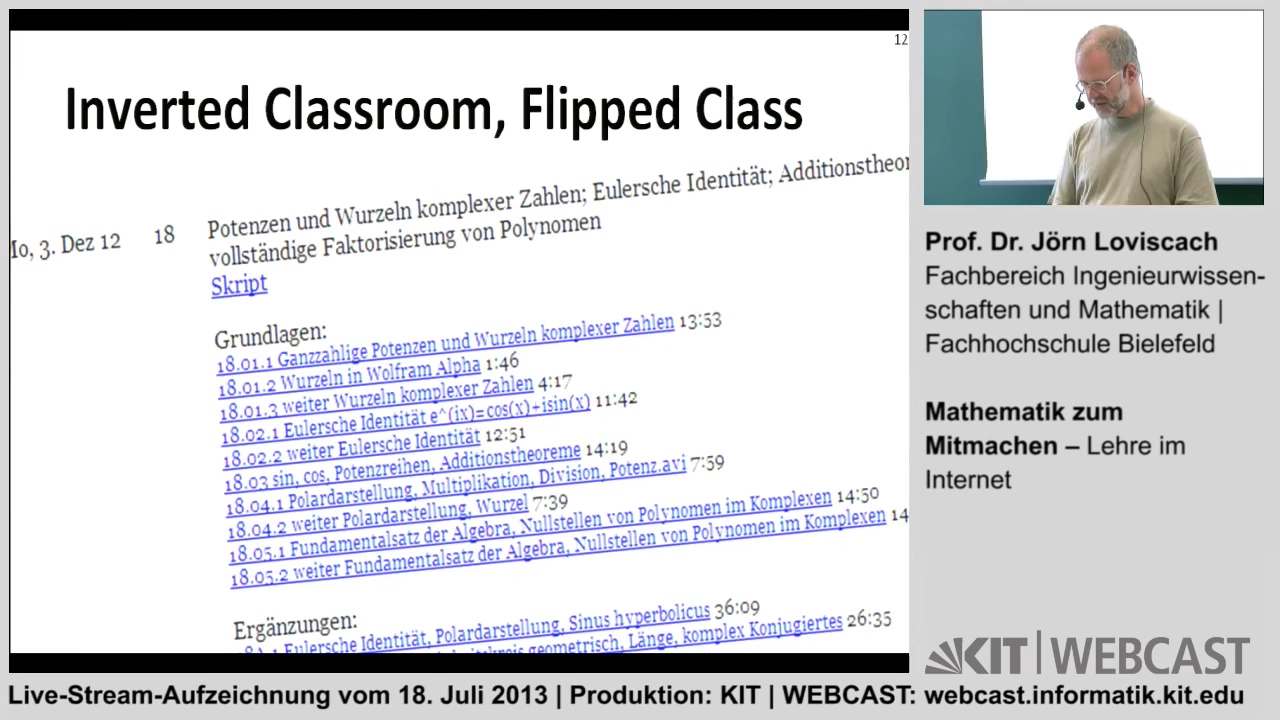 12
Inverted Classroom, Flipped Class
Mo, 3. Dez 12 18 Potenzen und Wurzeln komplexer Zahlen; Eulersche Identität;
vollständige Faktorisierung von Polynomen
Skript
Grundlagen:
18.01.1 Ganzzahlige Potenzen und Wurzeln komplexer Zahlen 13:53
18.01.2 Wurzeln in Wolfram Alpha 1:46
18.01.3 weiter Wurzeln komplexer Zahlen 4:17
18.02.1 Eulersche Identität e^(ix)=cos(x)+isin(x) 11:42
18.02.2 weiter Eulersche Identität 12:51
18.03 sin, cos, Potenzreihen, Additionstheoreme 14:19
18.04.1 Polardarstellung, Multiplikation, Division, Potenz.avi 7:59
18.04.2 weiter Polardarstellung, Wurzel 7:39
18.05.1 Fundamentalsatz der Algebra, Nullstellen von Polynomen im Komplexen 14:50
18.05.2 weiter Fundamentalsatz der Algebra, Nullstellen von Polynomen im Komplexen 14
Ergänzungen:
Eulersche Identität, Polardarstellung, Sinus hyperbolicus 36:09
geometrisch, Länge, komplex Konjugiertes 26:35
Prof. Dr. Jörn Loviscach
Fachbereich Ingenieurwissen-
schaften und Mathematik |
Fachhochschule Bielefeld
Mathematik zum
Mitmachen – Lehre im
Internet
KIT | WEBCAST
Live-Stream-Aufzeichnung vom 18. Juli 2013 | Produktion: KIT | WEBCAST: webcast.informatik.kit.edu